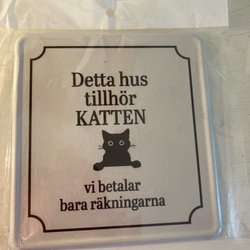 Detta hus
tillhör
KATTEN
vi betalar
bara räkningarna